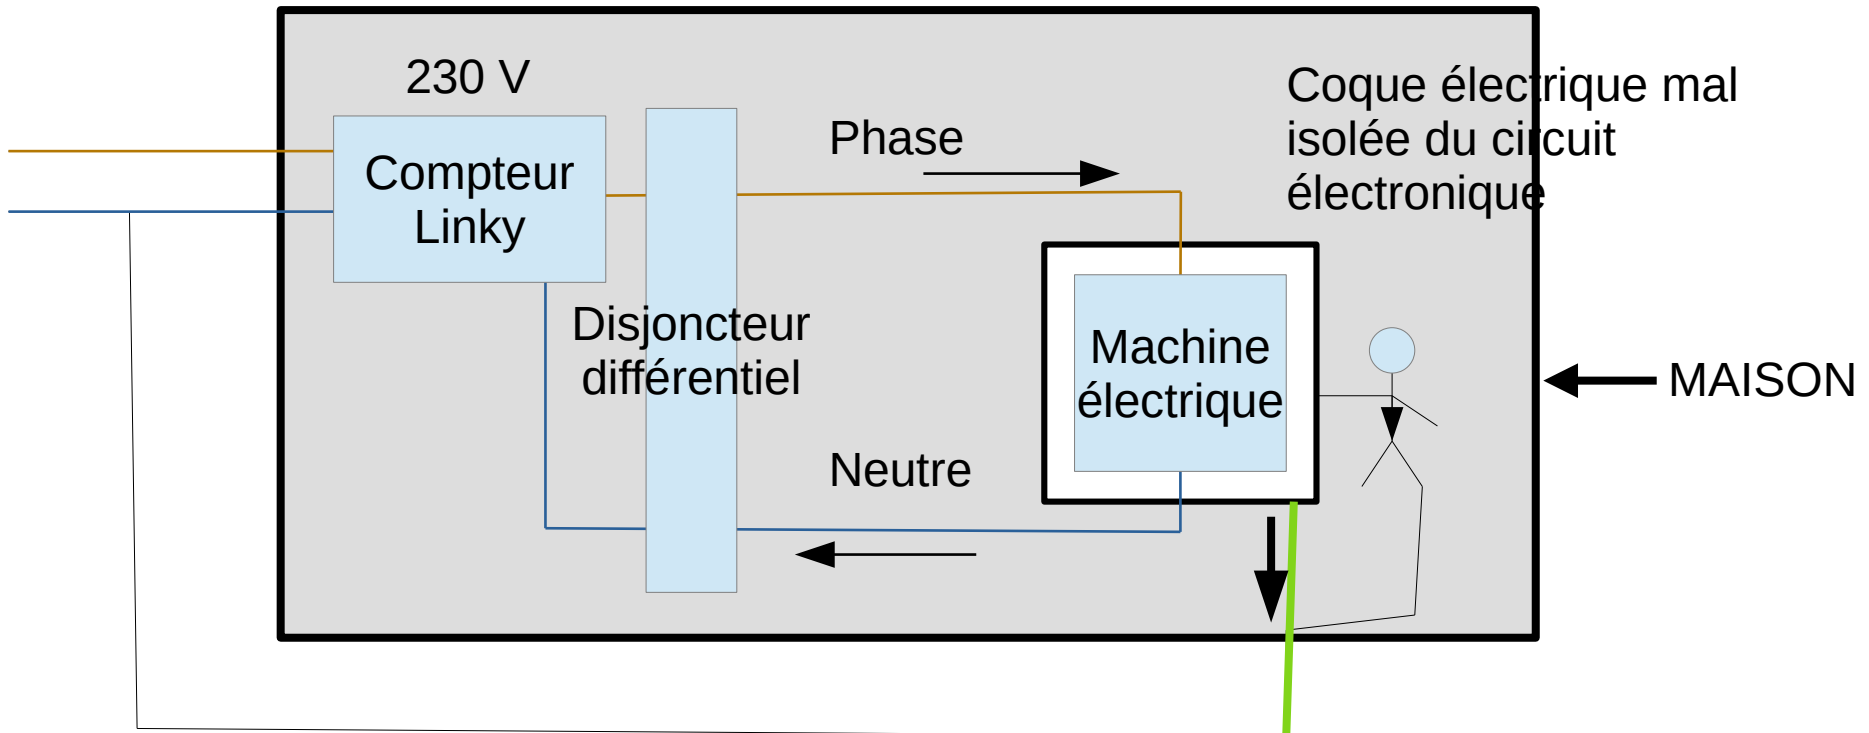 230 V
Compteur
Linky
Phase
Coque électrique mal
isolée du circuit
électronique
Disjoncteur
différentiel
Machine
électrique
MAISON
Neutre